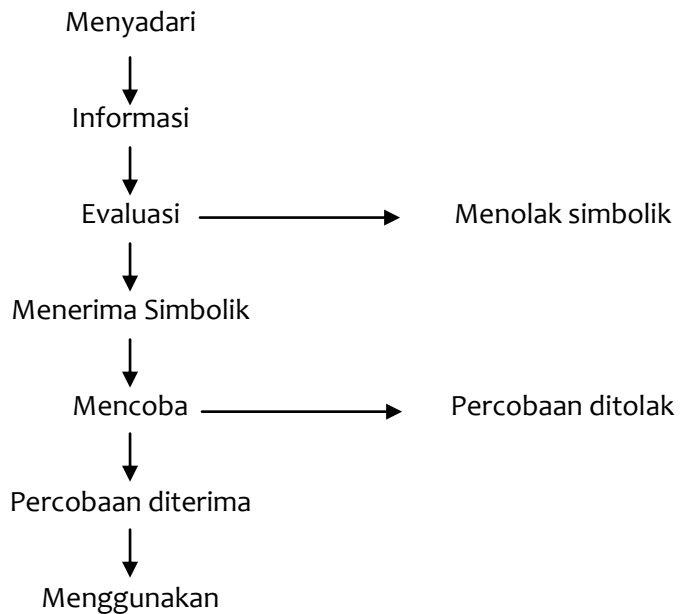 Menyadari
Informasi
Evaluasi
Menolak simbolik
Menerima Simbolik
Mencoba
Percobaan ditolak
Percobaan diterima
Menggunakan